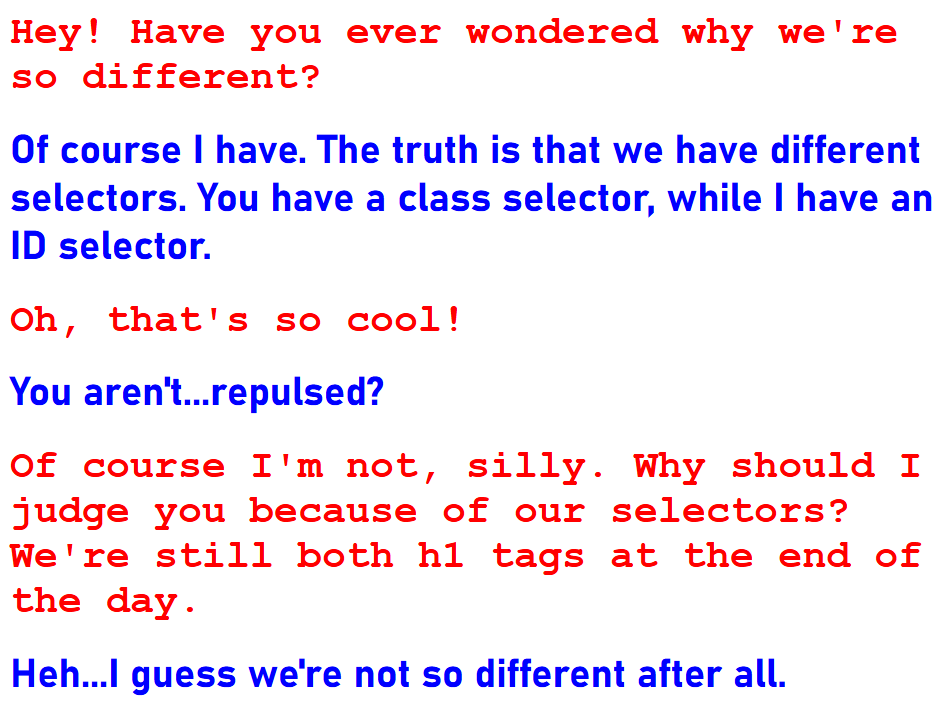 Hey! Have you ever wondered why we're
so different?
Of course I have. The truth is that we have different
selectors. You have a class selector, while I have an
ID selector.
Oh, that's so cool!
You aren't...repulsed?
Of course I'm not, silly. Why should I
judge you because of our selectors?
We're still both h1 tags at the end of
the day.
Heh...I guess we're not so different after all.